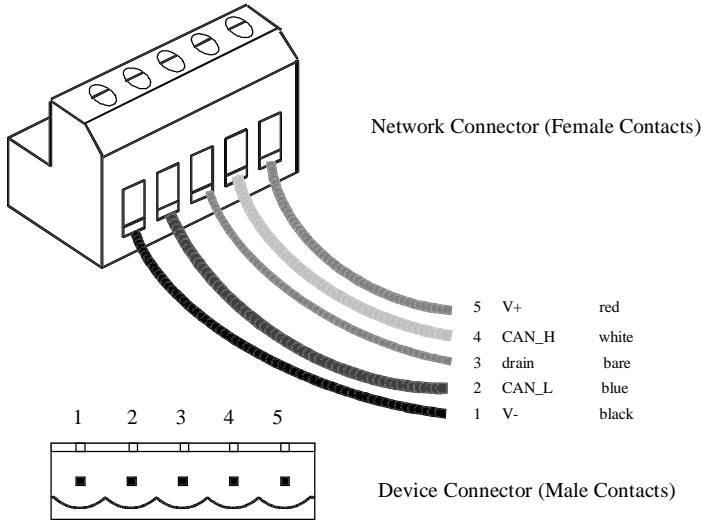 Network Connector (Female Contacts)
5 V+ red
4 CAN_H white
3 drain bare
2 CAN_L blue
1 V- black
1 2 3 4 5
Device Connector (Male Contacts)